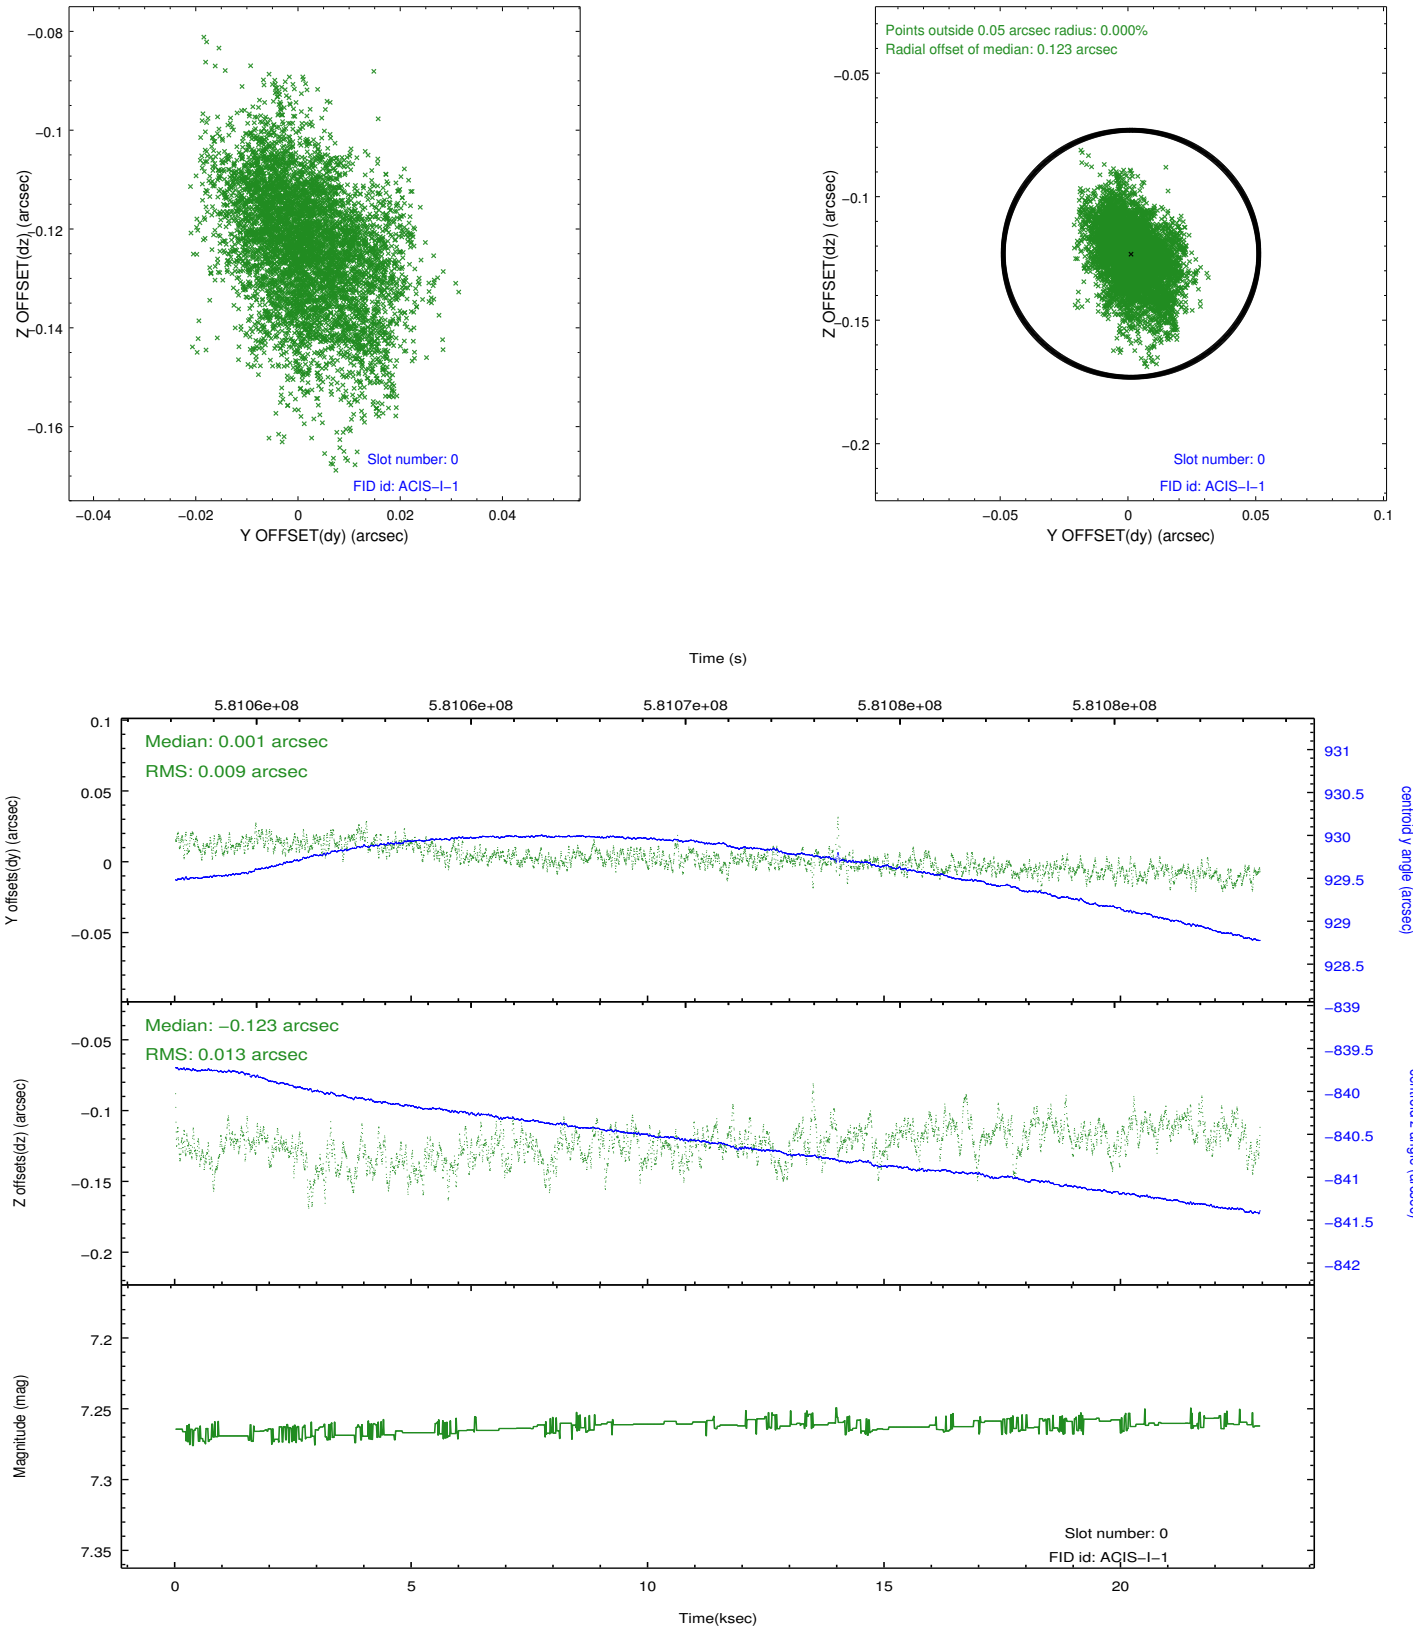 −0.08
−0.1
−0.12
−0.14
−0.16
Z OFFSET(dz) (arcsec)
−0.04
−0.02
0
0.02
0.04
Y OFFSET(dy) (arcsec)
Slot number: 0
FID id: ACIS−I−1
Points outside 0.05 arcsec radius: 0.000%
Radial offset of median: 0.123 arcsec
−0.05
−0.1
−0.15
−0.2
Z OFFSET(dz) (arcsec)
Slot number: 0
FID id: ACIS−I−1
−0.05
0
0.05
0.1
Y OFFSET(dy) (arcsec)
Time (s)
5.8106e+08
5.8106e+08
5.8107e+08
5.8108e+08
5.8108e+08
Median: 0.001 arcsec
RMS: 0.009 arcsec
0.1
0.05
0
−0.05
Y offsets(dy) (arcsec)
931
930.5
930
929.5
929
928.5
centroid y angle (arcsec)
Median: −0.123 arcsec
RMS: 0.013 arcsec
−0.05
−0.1
−0.15
−0.2
Z offsets(dz) (arcsec)
−839
−839.5
−840
−840.5
−841
−841.5
−842
centroid z angle (arcsec)
7.2
7.25
7.3
7.35
Magnitude (mag)
Slot number: 0
FID id: ACIS−I−1
0
5
10
15
20
Time(ksec)